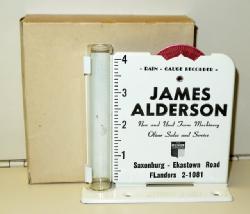 4
- RAIN - GAUGE RECORDER -
JAMES
3
ALDERSON
New and Used Farm Machinery
2
Oliver Sales and Service
OLIVER
1
Saxonburg - Ekastown Road
FLanders 2-1081